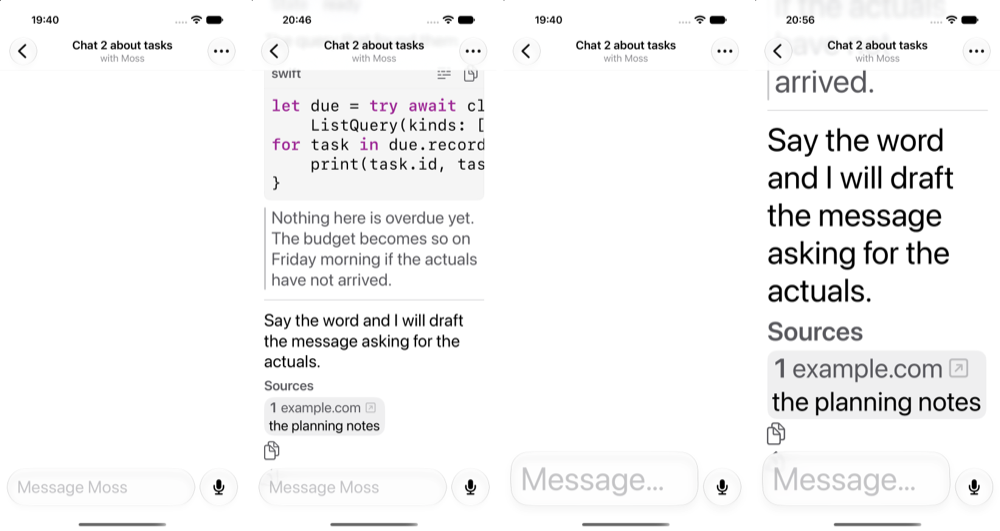 19:40
Chat 2 about tasks
with Moss
Message Moss
20:46
Chat 2 about tasks
with Moss
swift
let due = try await cl
ListQuery(kinds: [
for task in due.record
print(task.id, tas
}
Nothing here is overdue yet.
The budget becomes so on
Friday morning if the actuals
have not arrived.
Say the word and I will draft
the message asking for the
actuals.
Sources
1 example.com
the planning notes
Message Moss
19:40
Chat 2 about tasks
with Moss
Message...
if the actuals
20:56
have not
Chat 2 about tasks
with Moss
arrived.
Say the word
and I will draft
the message
asking for the
actuals.
Sources
1 example.com
the planning notes
Message...